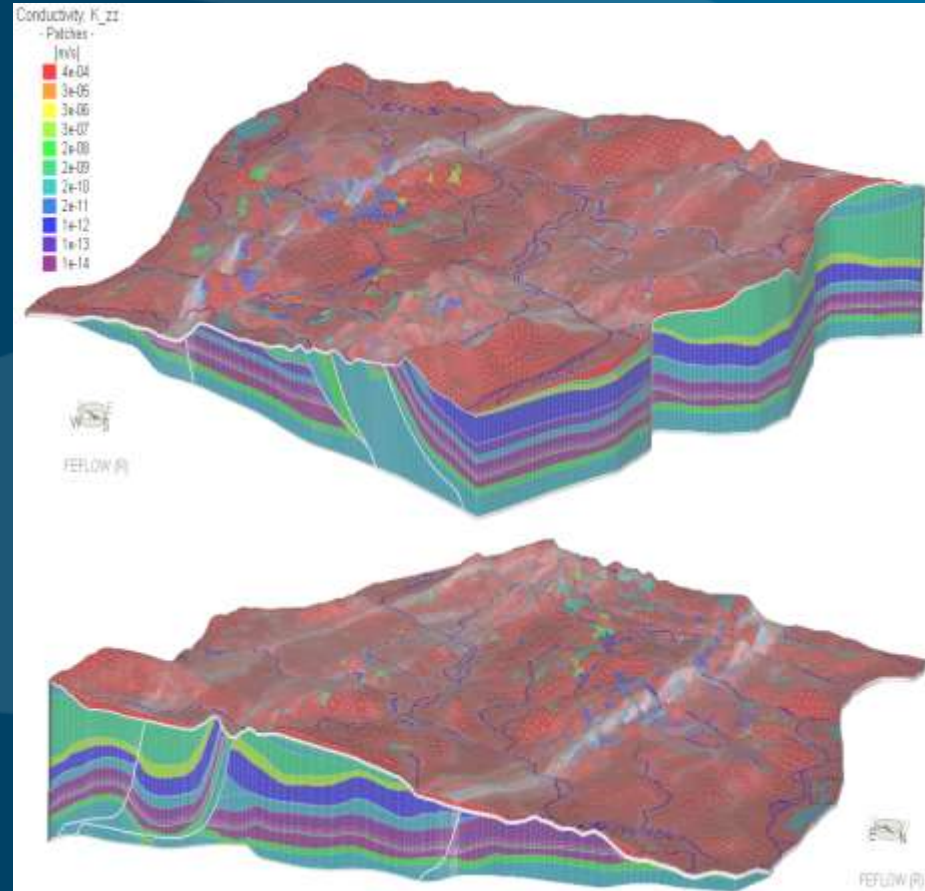 Conductivity, K_zz
- Patches -
[m/s]
4e-04
3e-05
3e-06
3e-07
2e-08
2e-09
2e-10
2e-11
1e-12
1e-13
1e-14
FEFLOW (R)
FEFLOW (R)